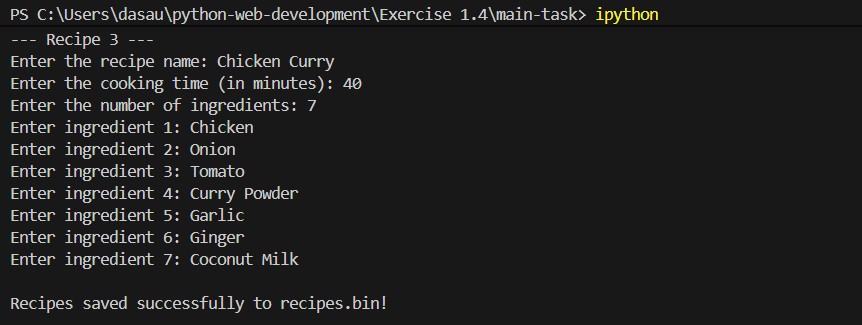 PS C:\Users\dasau\python-web-development\Exercise 1.4\main-task> ipython
--- Recipe 3 ---
Enter the recipe name: Chicken Curry
Enter the cooking time (in minutes): 40
Enter the number of ingredients: 7
Enter ingredient 1: Chicken
Enter ingredient 2: Onion
Enter ingredient 3: Tomato
Enter ingredient 4: Curry Powder
Enter ingredient 5: Garlic
Enter ingredient 6: Ginger
Enter ingredient 7: Coconut Milk
Recipes saved successfully to recipes.bin!